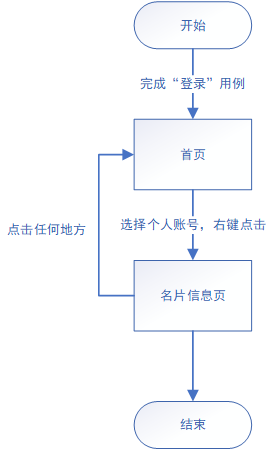 开始
完成“登录”用例
首页
选择个人账号，右键点击
点击任何地方
名片信息页
结束